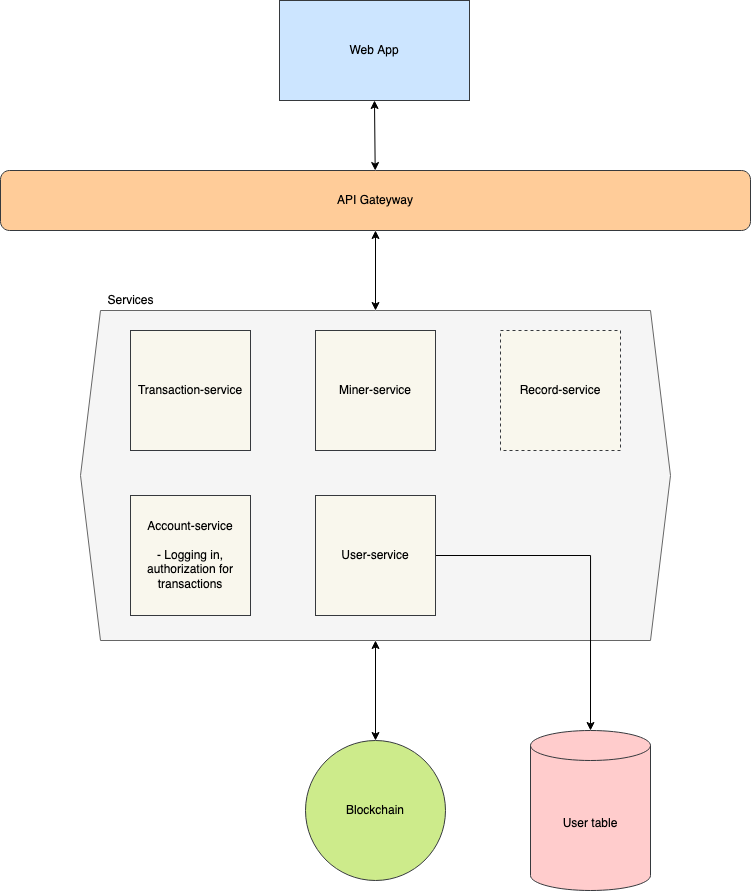 Web App
API Gateyway
Services
Transaction-service
Miner-service
Record-service
Account-service
- Logging in,
authorization for
transactions
User-service
Blockchain
User table